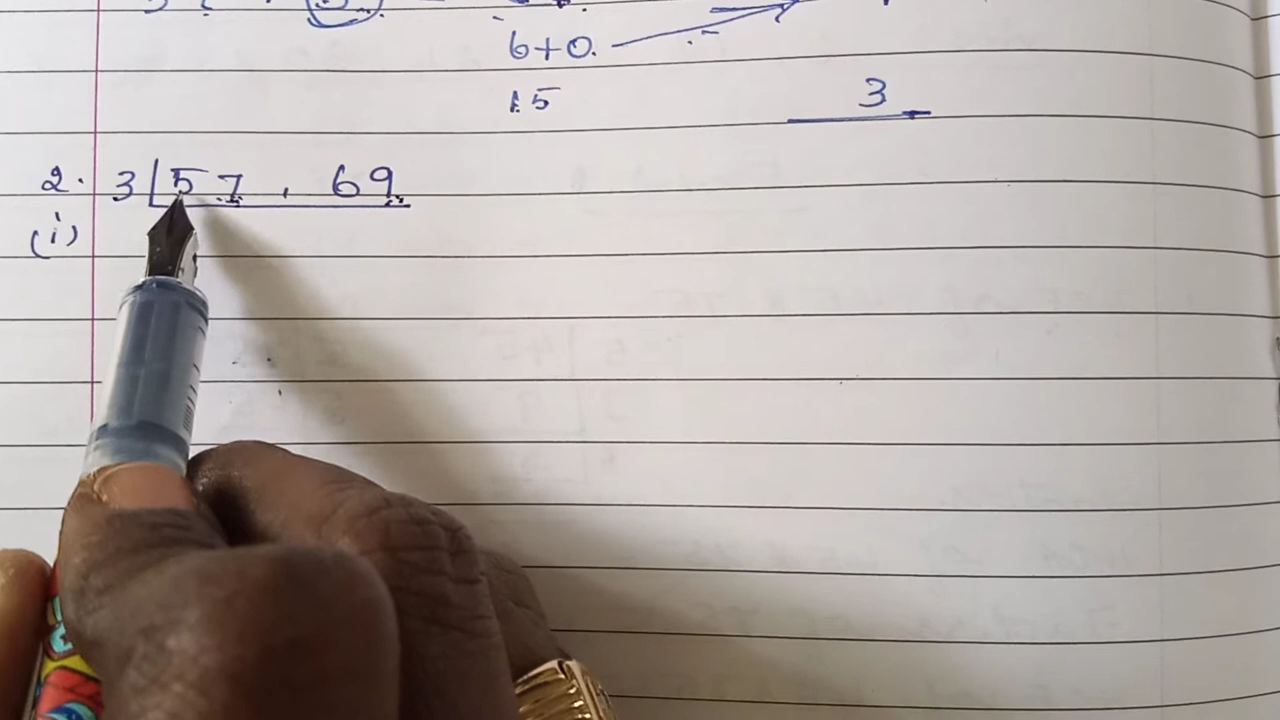 6+0.
15
3
2. 3 57 , 69
(i)